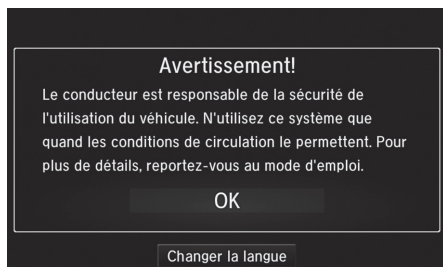 Avertissement!
Le conducteur est responsable de la sécurité de
l'utilisation du véhicule. N'utilisez ce système que
quand les conditions de circulation le permettent. Pour
plus de détails, reportez-vous au mode d'emploi.
OK
Changer la langue